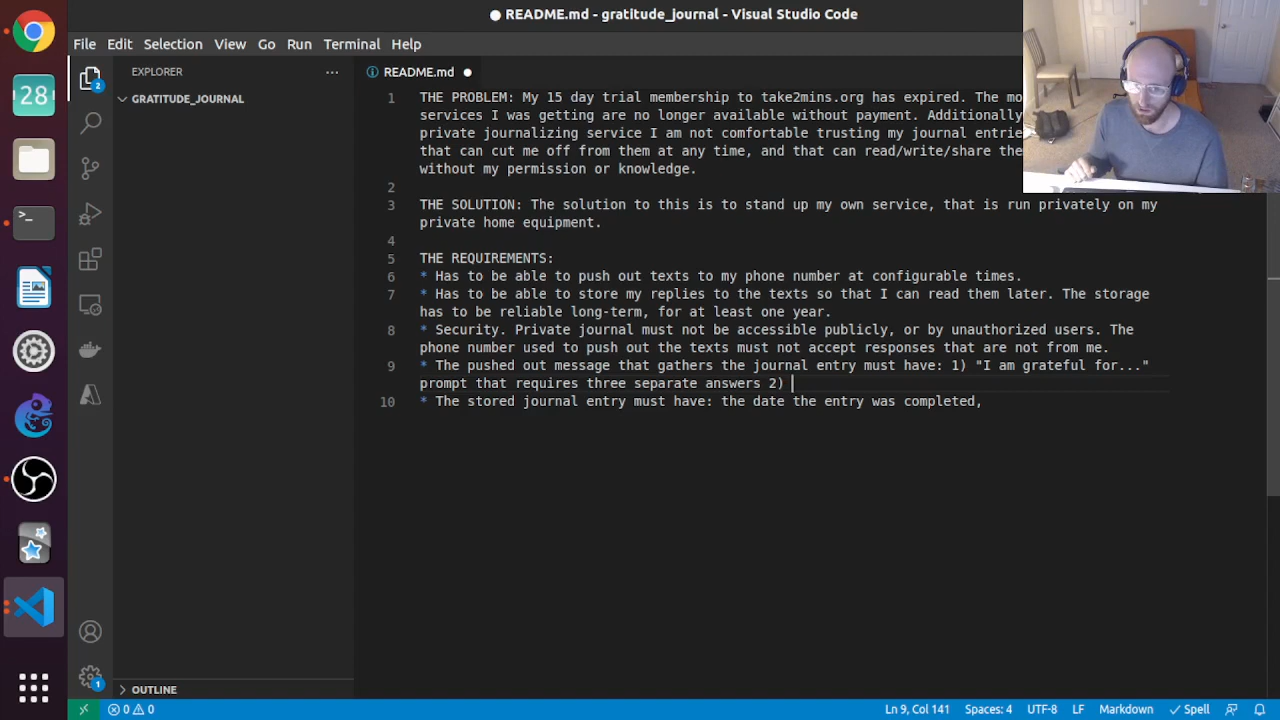 README.md - gratitude_journal - Visual Studio Code
File Edit Selection View Go Run Terminal Help
28
EXPLORER
README.md
2
GRATITUDE_JOURNAL
1 THE PROBLEM: My 15 day trial membership to take2mins.org has expired. The mo
services I was getting are no longer available without payment. Additionally
private journalizing service I am not comfortable trusting my journal entrie
that can cut me off from them at any time, and that can read/write/share the
without my permission or knowledge.
2
3 THE SOLUTION: The solution to this is to stand up my own service, that is run privately on my
private home equipment.
4
5 THE REQUIREMENTS:
6 * Has to be able to push out texts to my phone number at configurable times.
7 * Has to be able to store my replies to the texts so that I can read them later. The storage
has to be reliable long-term, for at least one year.
8 * Security. Private journal must not be accessible publicly, or by unauthorized users. The
phone number used to push out the texts must not accept responses that are not from me.
9 * The pushed out message that gathers the journal entry must have: 1) "I am grateful for..."
prompt that requires three separate answers 2)
10 * The stored journal entry must have: the date the entry was completed,
OUTLINE
1
0 0 Ln 9, Col 141 Spaces: 4 UTF-8 LF Markdown Spell